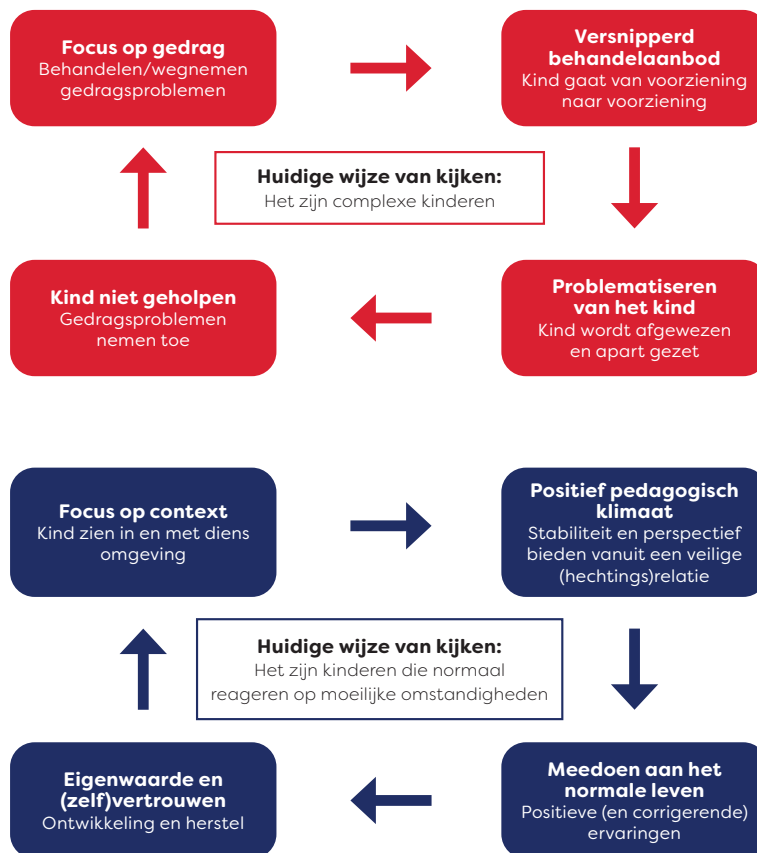 Focus op gedrag
Behandelen/wegnemen
gedragsproblemen
Versnipperd
behandelaanbod
Kind gaat van voorziening
naar voorziening
Huidige wijze van kijken:
Het zijn complexe kinderen
Kind niet geholpen
Gedragsproblemen
nemen toe
Problematiseren
van het kind
Kind wordt afgewezen
en apart gezet
Focus op context
Kind zien in en met diens
omgeving
Positief pedagogisch
klimaat
Stabiliteit en perspectief
bieden vanuit een veilige
(hechtings)relatie
Huidige wijze van kijken:
Het zijn kinderen die normaal
reageren op moeilijke omstandigheden
Eigenwaarde en
(zelf)vertrouwen
Ontwikkeling en herstel
Meedoen aan het
normale leven
Positieve (en corrigerende)
ervaringen